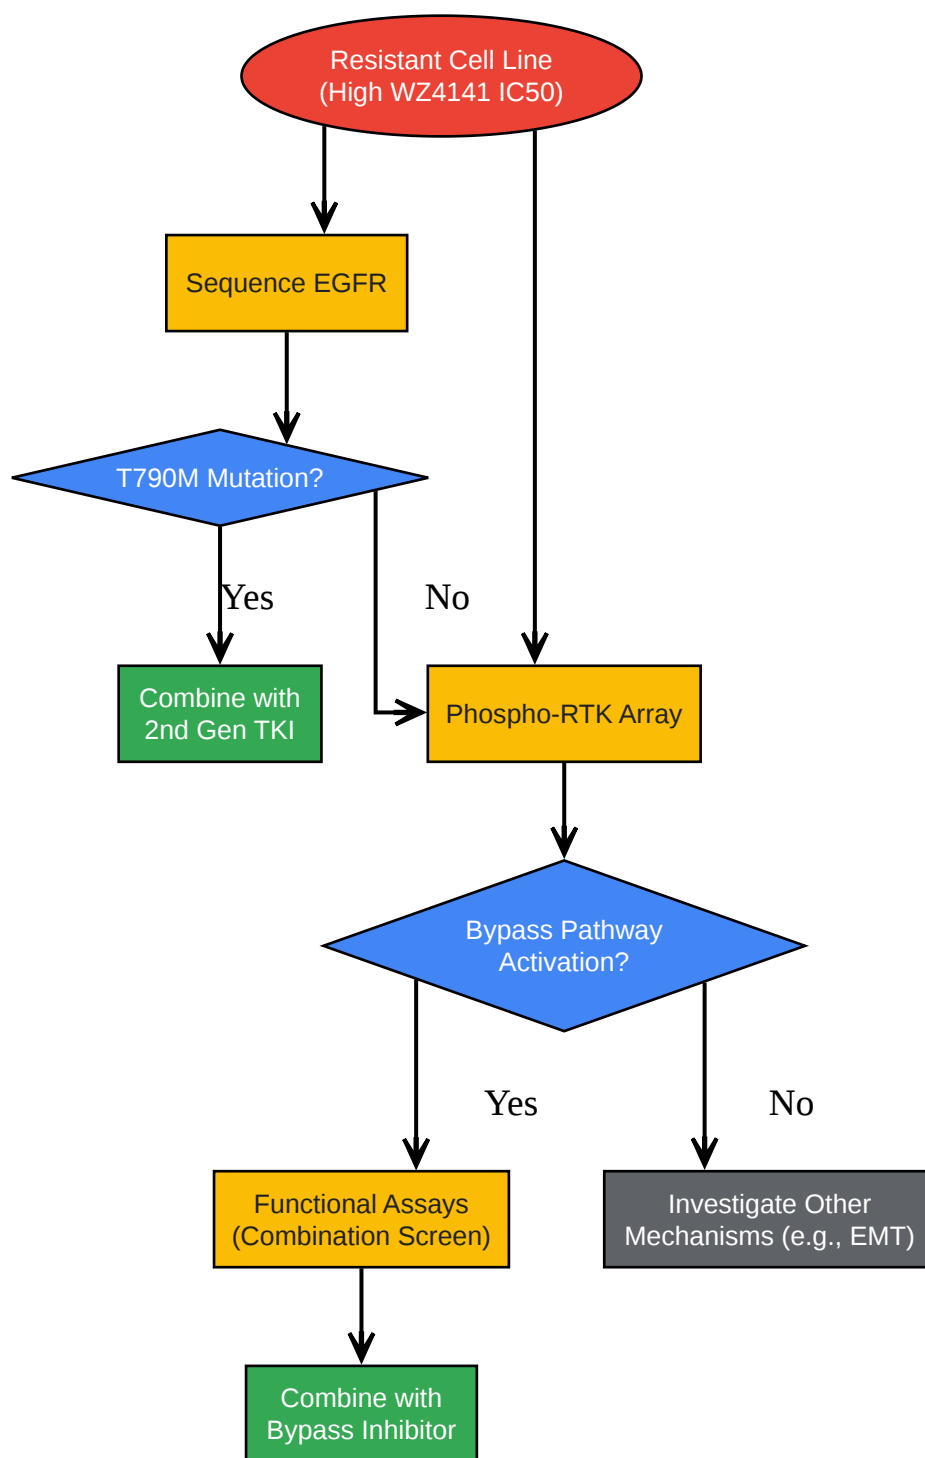 Resistant Cell Line
(High WZ4141 IC50)
Sequence EGFR
T790M Mutation?
Yes
No
Combine with
2nd Gen TKI
Phospho-RTK Array
Bypass Pathway
Activation?
Yes
No
Functional Assays
(Combination Screen)
Investigate Other
Mechanisms (e.g., EMT)
Combine with
Bypass Inhibitor